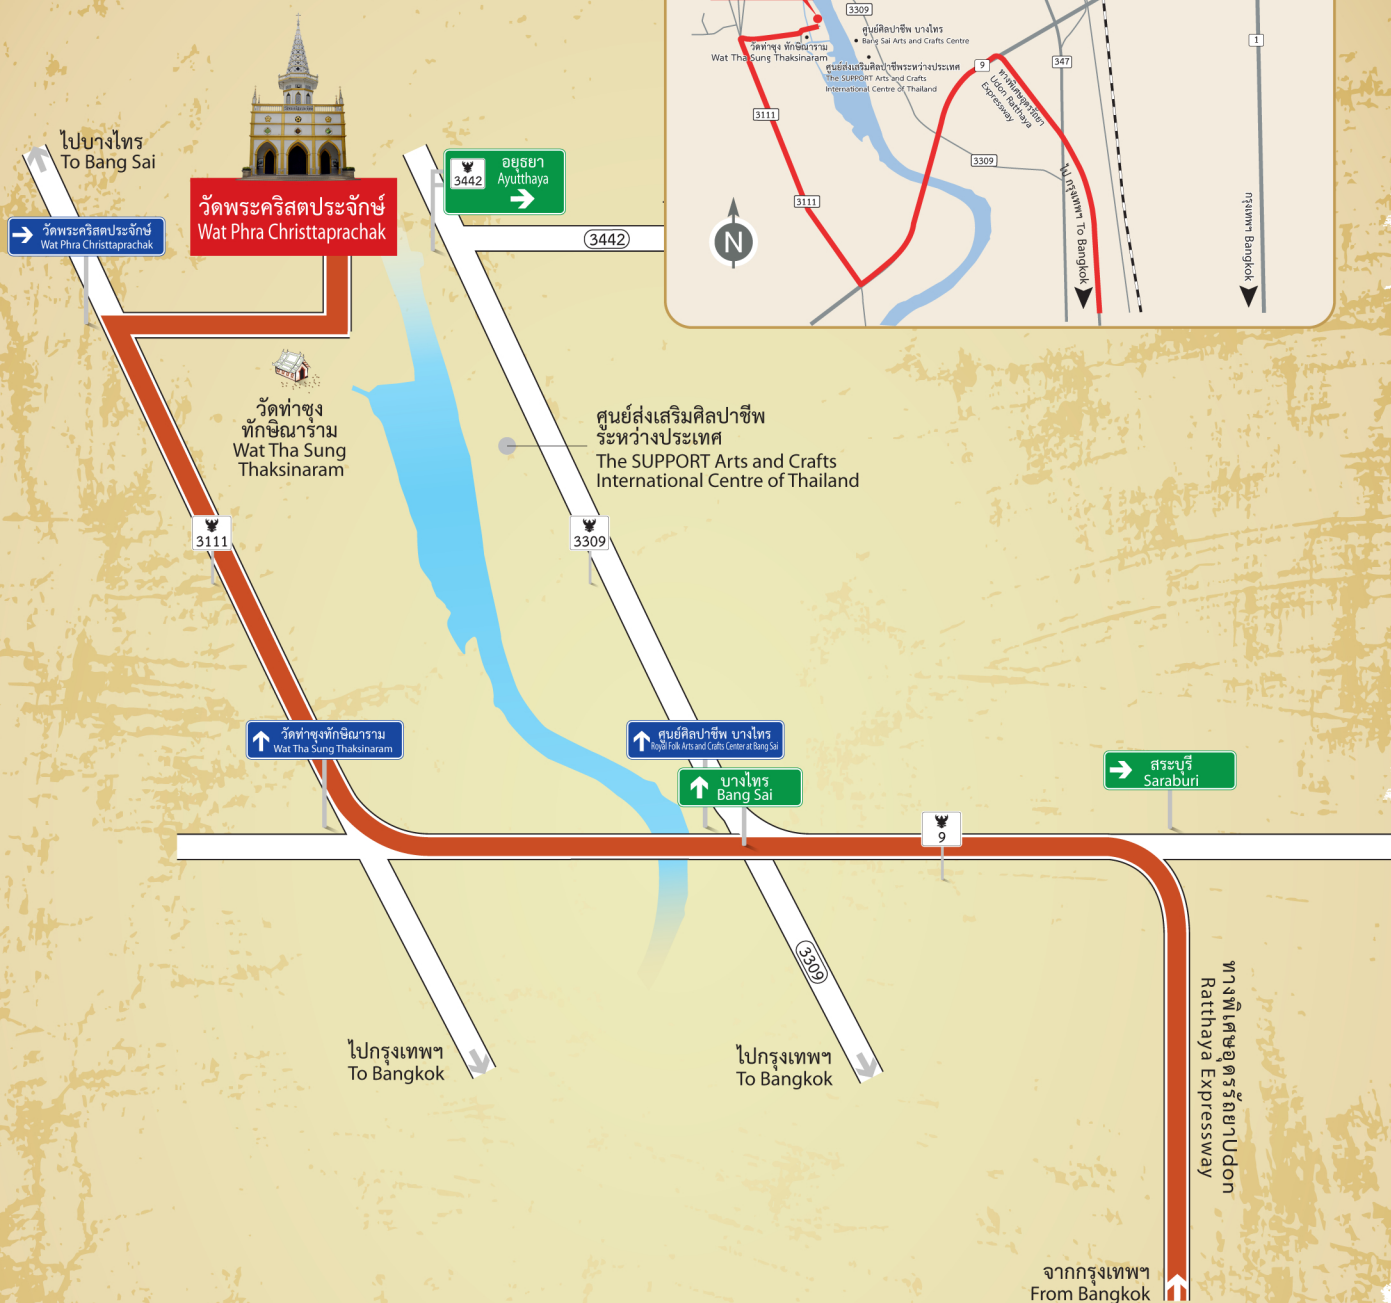 3309
ศูนย์ศิลปาชีพ บางไทร
Bang Sai Arts and Crafts Centre
วัดท่าซุง ทักษิณาราม
Wat Tha Sung Thaksinaram
ศูนย์ส่งเสริมศิลปาชีพระหว่างประเทศ
The SUPPORT Arts and Crafts
International Centre of Thailand
9
347
1
ทางพิเศษอุดรรัถยา
Udon Ratthaya
Expressway
3111
3309
3111
N
ไป กรุงเทพฯ To Bangkok
กรุงเทพฯ Bangkok
ไปบางไทร
To Bang Sai
3442
อยุธยา
Ayutthaya
วัดพระคริสตประจักษ์
Wat Phra Christtaprachak
วัดพระคริสตประจักษ์
Wat Phra Christtaprachak
3442
วัดท่าซุง
ทักษิณาราม
Wat Tha Sung
Thaksinaram
ศูนย์ส่งเสริมศิลปาชีพ
ระหว่างประเทศ
The SUPPORT Arts and Crafts
International Centre of Thailand
3111
3309
วัดท่าซุงทักษิณาราม
Wat Tha Sung Thaksinaram
ศูนย์ศิลปาชีพ บางไทร
Royal Folk Arts and Crafts Center at Bang Sai
บางไทร
Bang Sai
สระบุรี
Saraburi
9
3309
ทางพิเศษอุดรรัถยาUdon
Ratthaya Expressway
ไปกรุงเทพฯ
To Bangkok
ไปกรุงเทพฯ
To Bangkok
จากกรุงเทพฯ
From Bangkok